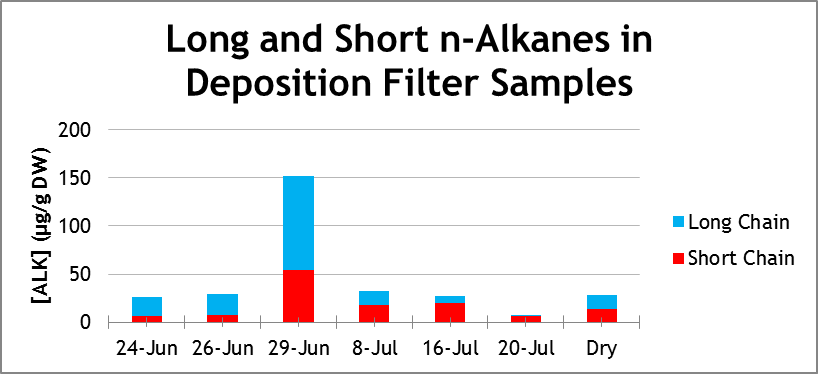 Long and Short n-Alkanes in
Deposition Filter Samples
[ALK] (µg/g DW)
200
150
100
50
0
24-Jun 26-Jun 29-Jun 8-Jul 16-Jul 20-Jul Dry
Long Chain
Short Chain